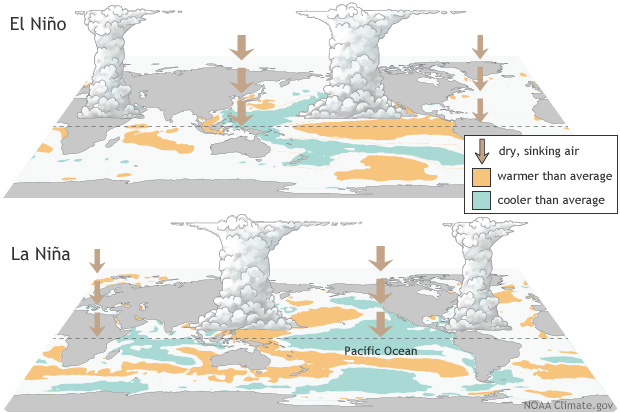 El Niño
dry, sinking air
warmer than average
cooler than average
La Niña
Pacific Ocean
NOAA Climate.gov